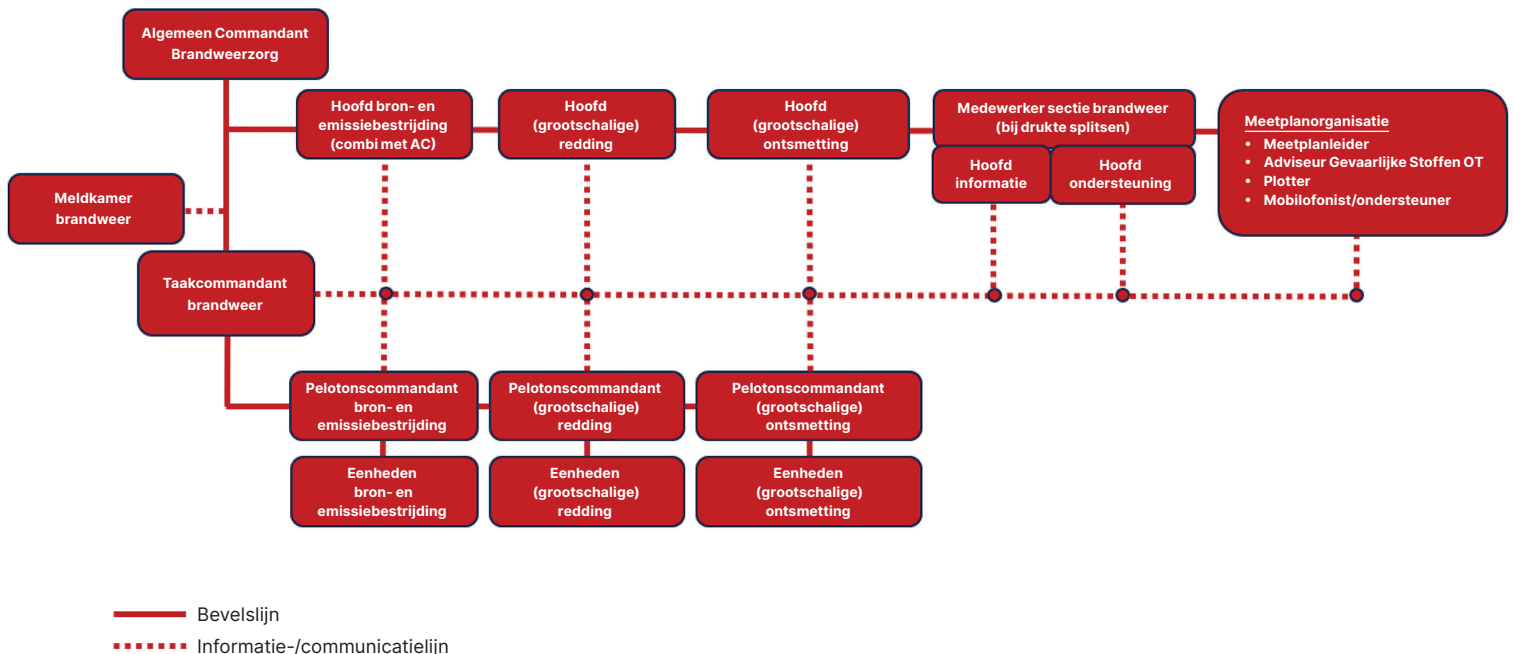 Algemeen Commandant
Brandweerzorg
Hoofd bron- en
emissiebestrijding
(combi met AC)
Hoofd
(grootschalige)
redding
Hoofd
(grootschalige)
ontsmetting
Medewerker sectie brandweer
(bij drukte splitsen)
Hoofd
informatie
Hoofd
ondersteuning
Meetplanorganisatie
• Meetplanleider
• Adviseur Gevaarlijke Stoffen OT
• Plotter
• Mobilofonist/ondersteuner
Meldkamer
brandweer
Taakcommandant
brandweer
Pelotonscommandant
bron- en
emissiebestrijding
Pelotonscommandant
(grootschalige)
redding
Pelotonscommandant
(grootschalige)
ontsmetting
Eenheden
bron- en
emissiebestrijding
Eenheden
(grootschalige)
redding
Eenheden
(grootschalige)
ontsmetting
Bevelslijn
Informatie-/communicatielijn